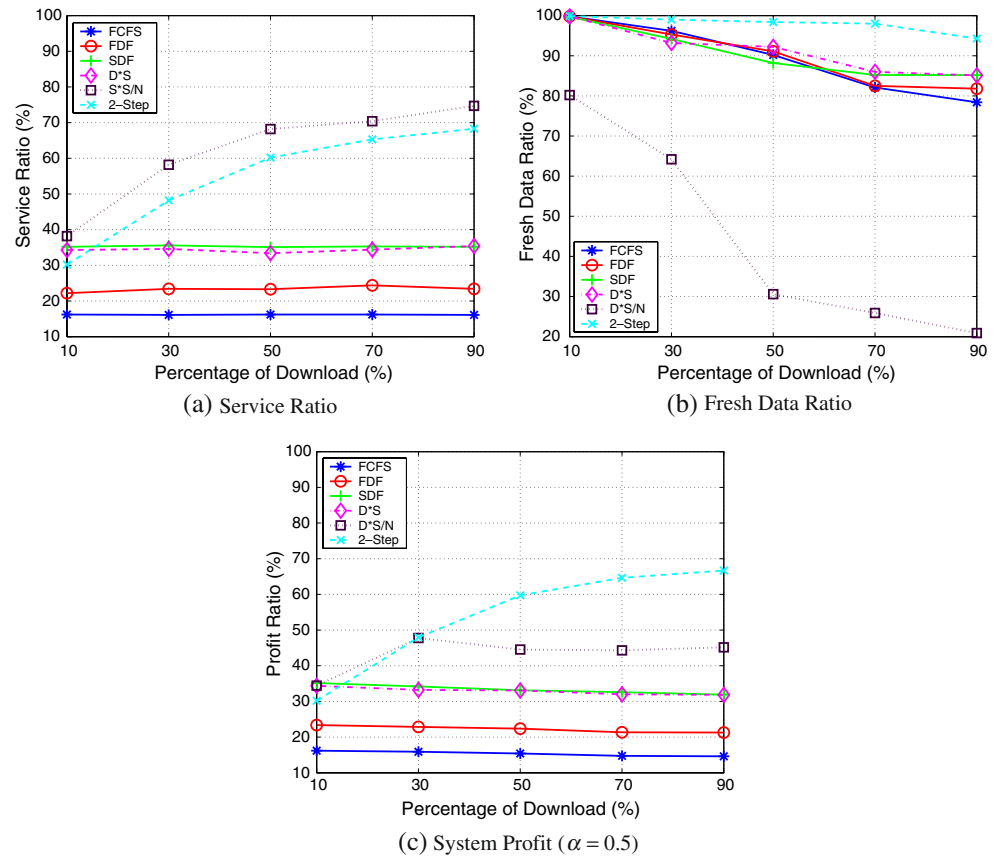 100
90
80
70
60
50
40
30
20
10
Service Ratio (%)
FCFS
FDF
SDF
D*S
S*S/N
2–Step
10 30 50 70 90
Percentage of Download (%)
(a) Service Ratio
100
90
80
70
60
50
40
30
20
Fresh Data Ratio (%)
FCFS
FDF
SDF
D*S
D*S/N
2–Step
10 30 50 70 90
Percentage of Download (%)
(b) Fresh Data Ratio
100
90
80
70
60
50
40
30
20
10
Profit Ratio (%)
FCFS
FDF
SDF
D*S
D*S/N
2–Step
10 30 50 70 90
Percentage of Download (%)
(c) System Profit (α = 0.5)